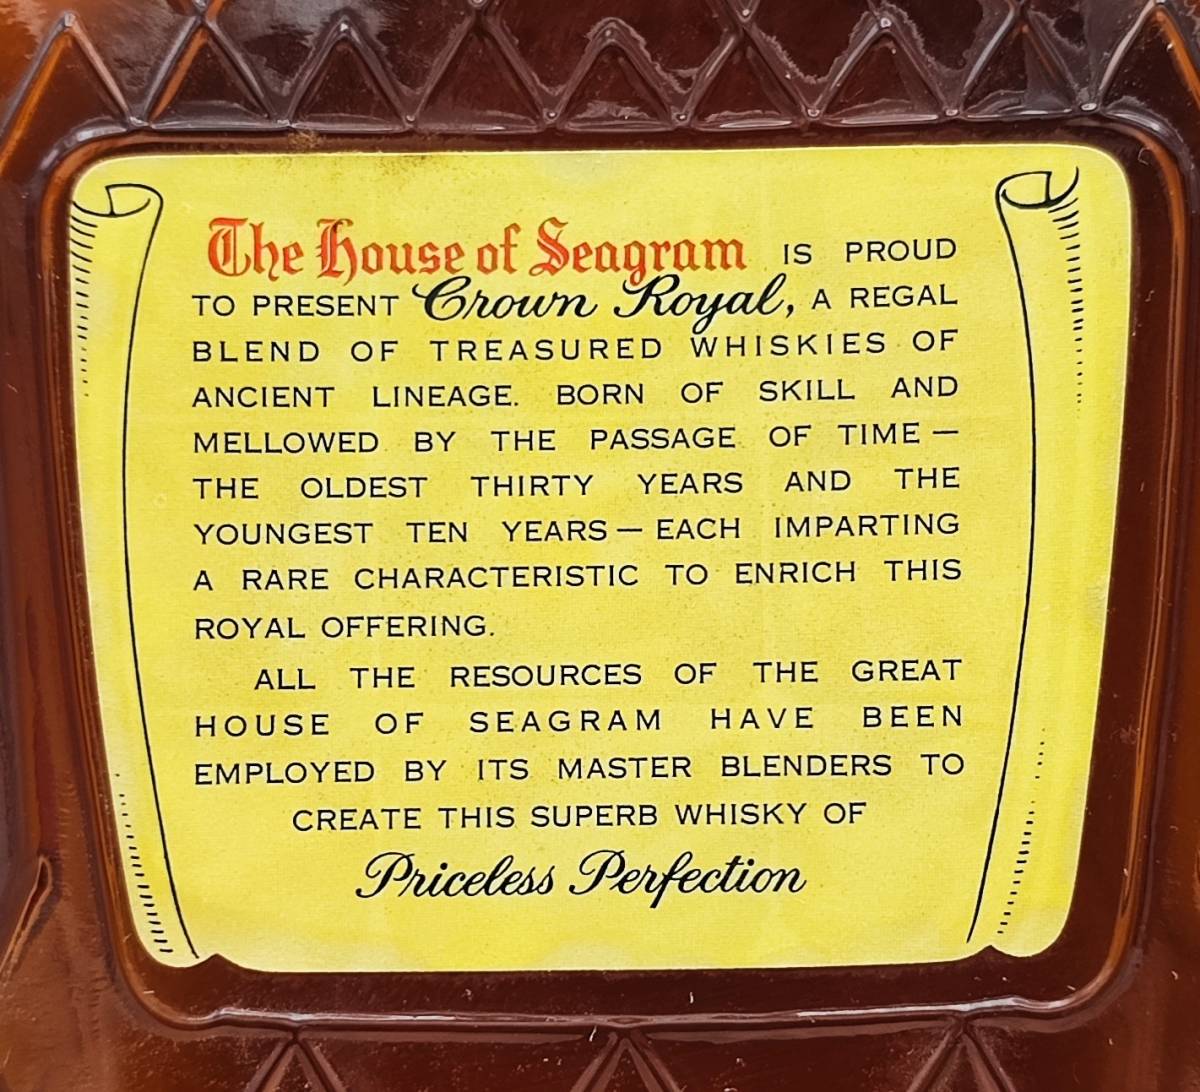 The House of Seagram IS PROUD
TO PRESENT Crown Royal, A REGAL
BLEND OF TREASURED WHISKIES OF
ANCIENT LINEAGE. BORN OF SKILL AND
MELLOWED BY THE PASSAGE OF TIME —
THE OLDEST THIRTY YEARS AND THE
YOUNGEST TEN YEARS — EACH IMPARTING
A RARE CHARACTERISTIC TO ENRICH THIS
ROYAL OFFERING.
ALL THE RESOURCES OF THE GREAT
HOUSE OF SEAGRAM HAVE BEEN
EMPLOYED BY ITS MASTER BLENDERS TO
CREATE THIS SUPERB WHISKY OF
Priceless Perfection